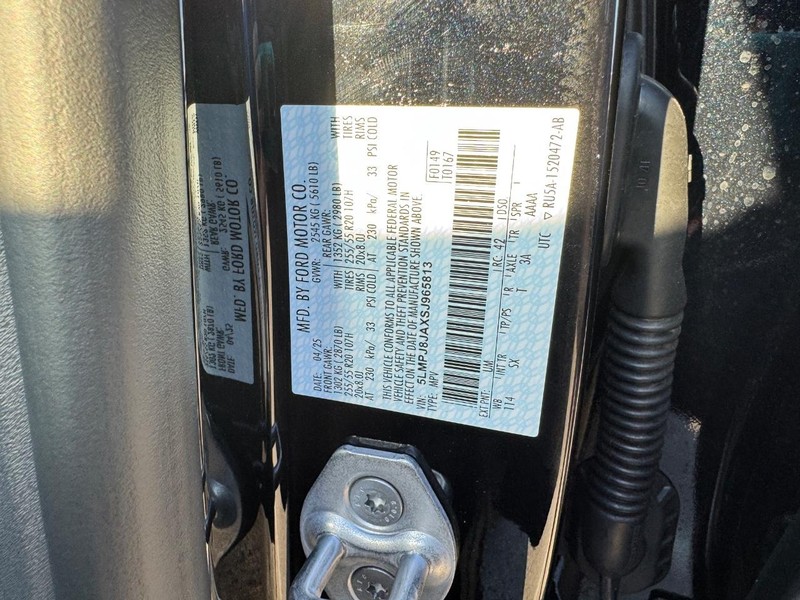 MFD. BY FORD MOTOR CO.
DATE: 04/25
GVWR: 2545 KG ( 5610 LB)
FRONT GAWR:
REAR GAWR:
1302 KG ( 2870 LB)
WITH
1352 KG ( 2980 LB)
WITH
255/55 R20 107H
TIRES
255/55 R20 107H
TIRES
20x8.0J
RIMS
20x8.0J
RIMS
AT 230 kPa/ 33 PSI COLD
AT 230 kPa/ 33 PSI COLD
THIS VEHICLE CONFORMS TO ALL APPLICABLE FEDERAL MOTOR
VEHICLE SAFETY AND THEFT PREVENTION STANDARDS IN
EFFECT ON THE DATE OF MANUFACTURE SHOWN ABOVE.
VIN: 5LMPJ8JAXSJ965813
TYPE: MPV
F0149
T0167
EXT PNT: UM RC: 42 DSO:
WB INT TR TP/PS R AXLE TR SPR
114 SX T 3A AAAA
UTC ▽ RU5A-1520472-AB